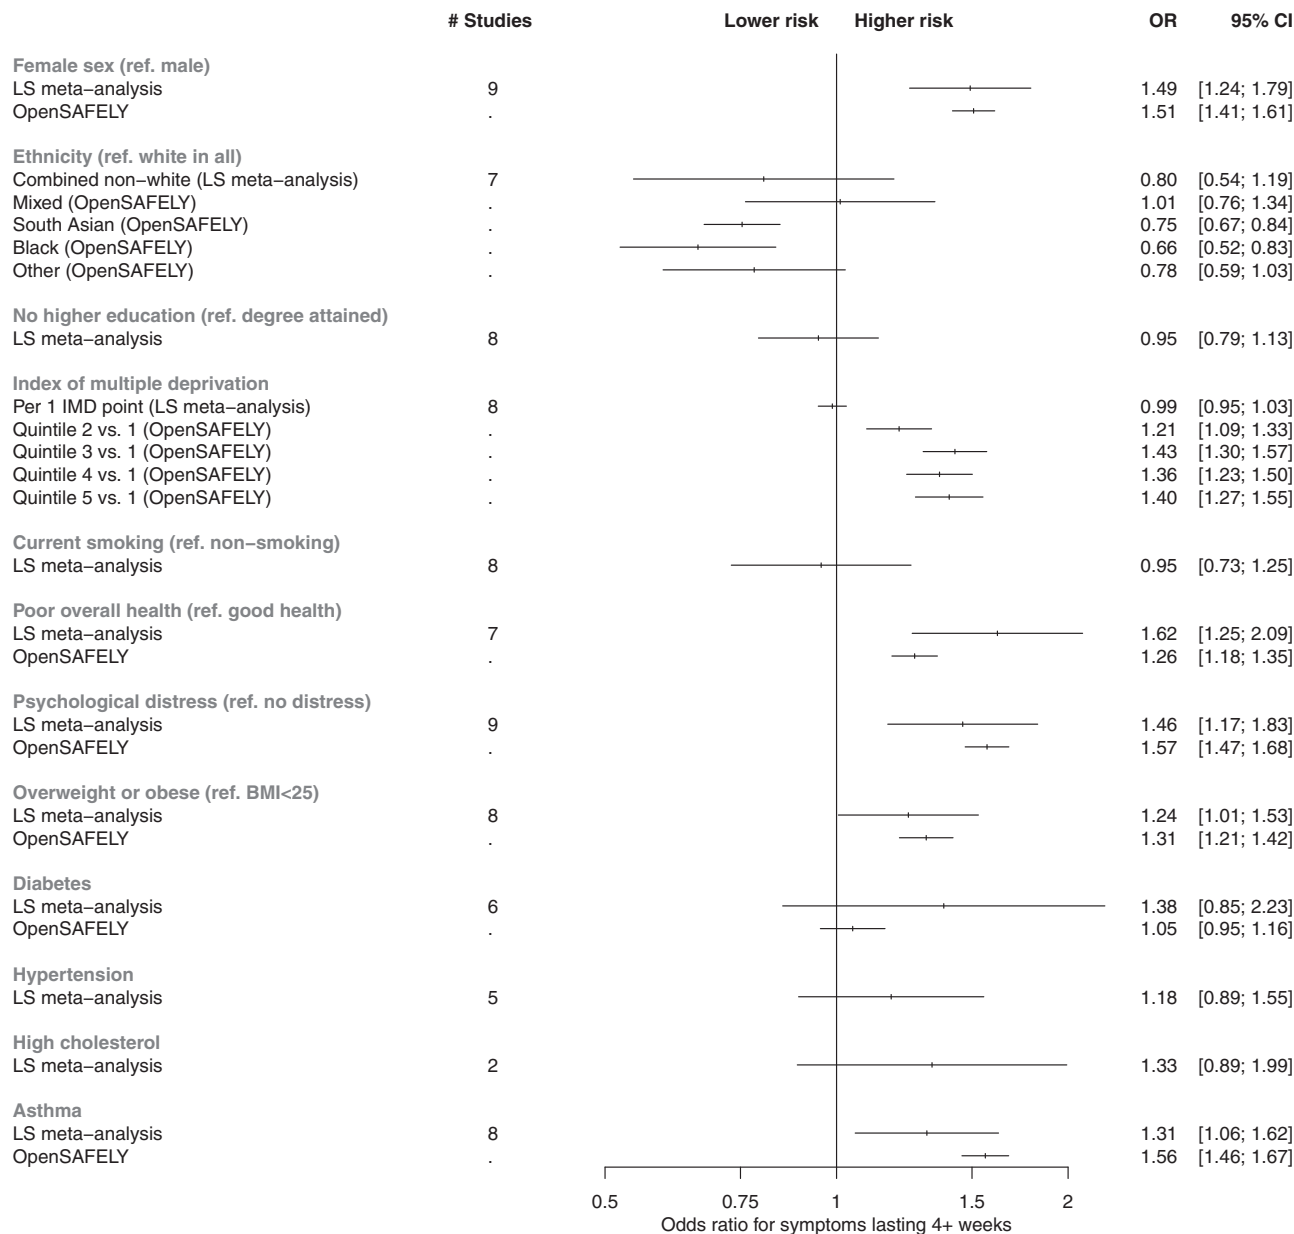 # Studies Lower risk Higher risk OR 95% CI
Female sex (ref. male)
LS meta−analysis 9 1.49 [1.24; 1.79]
OpenSAFELY . 1.51 [1.41; 1.61]
Ethnicity (ref. white in all)
Combined non−white (LS meta−analysis) 7 0.80 [0.54; 1.19]
Mixed (OpenSAFELY) . 1.01 [0.76; 1.34]
South Asian (OpenSAFELY) . 0.75 [0.67; 0.84]
Black (OpenSAFELY) . 0.66 [0.52; 0.83]
Other (OpenSAFELY) . 0.78 [0.59; 1.03]
No higher education (ref. degree attained)
LS meta−analysis 8 0.95 [0.79; 1.13]
Index of multiple deprivation
Per 1 IMD point (LS meta−analysis) 8 0.99 [0.95; 1.03]
Quintile 2 vs. 1 (OpenSAFELY) . 1.21 [1.09; 1.33]
Quintile 3 vs. 1 (OpenSAFELY) . 1.43 [1.30; 1.57]
Quintile 4 vs. 1 (OpenSAFELY) . 1.36 [1.23; 1.50]
Quintile 5 vs. 1 (OpenSAFELY) . 1.40 [1.27; 1.55]
Current smoking (ref. non−smoking)
LS meta−analysis 8 0.95 [0.73; 1.25]
Poor overall health (ref. good health)
LS meta−analysis 7 1.62 [1.25; 2.09]
OpenSAFELY . 1.26 [1.18; 1.35]
Psychological distress (ref. no distress)
LS meta−analysis 9 1.46 [1.17; 1.83]
OpenSAFELY . 1.57 [1.47; 1.68]
Overweight or obese (ref. BMI<25)
LS meta−analysis 8 1.24 [1.01; 1.53]
OpenSAFELY . 1.31 [1.21; 1.42]
Diabetes
LS meta−analysis 6 1.38 [0.85; 2.23]
OpenSAFELY . 1.05 [0.95; 1.16]
Hypertension
LS meta−analysis 5 1.18 [0.89; 1.55]
High cholesterol
LS meta−analysis 2 1.33 [0.89; 1.99]
Asthma
LS meta−analysis 8 1.31 [1.06; 1.62]
OpenSAFELY . 1.56 [1.46; 1.67]
0.5 0.75 1 1.5 2
Odds ratio for symptoms lasting 4+ weeks